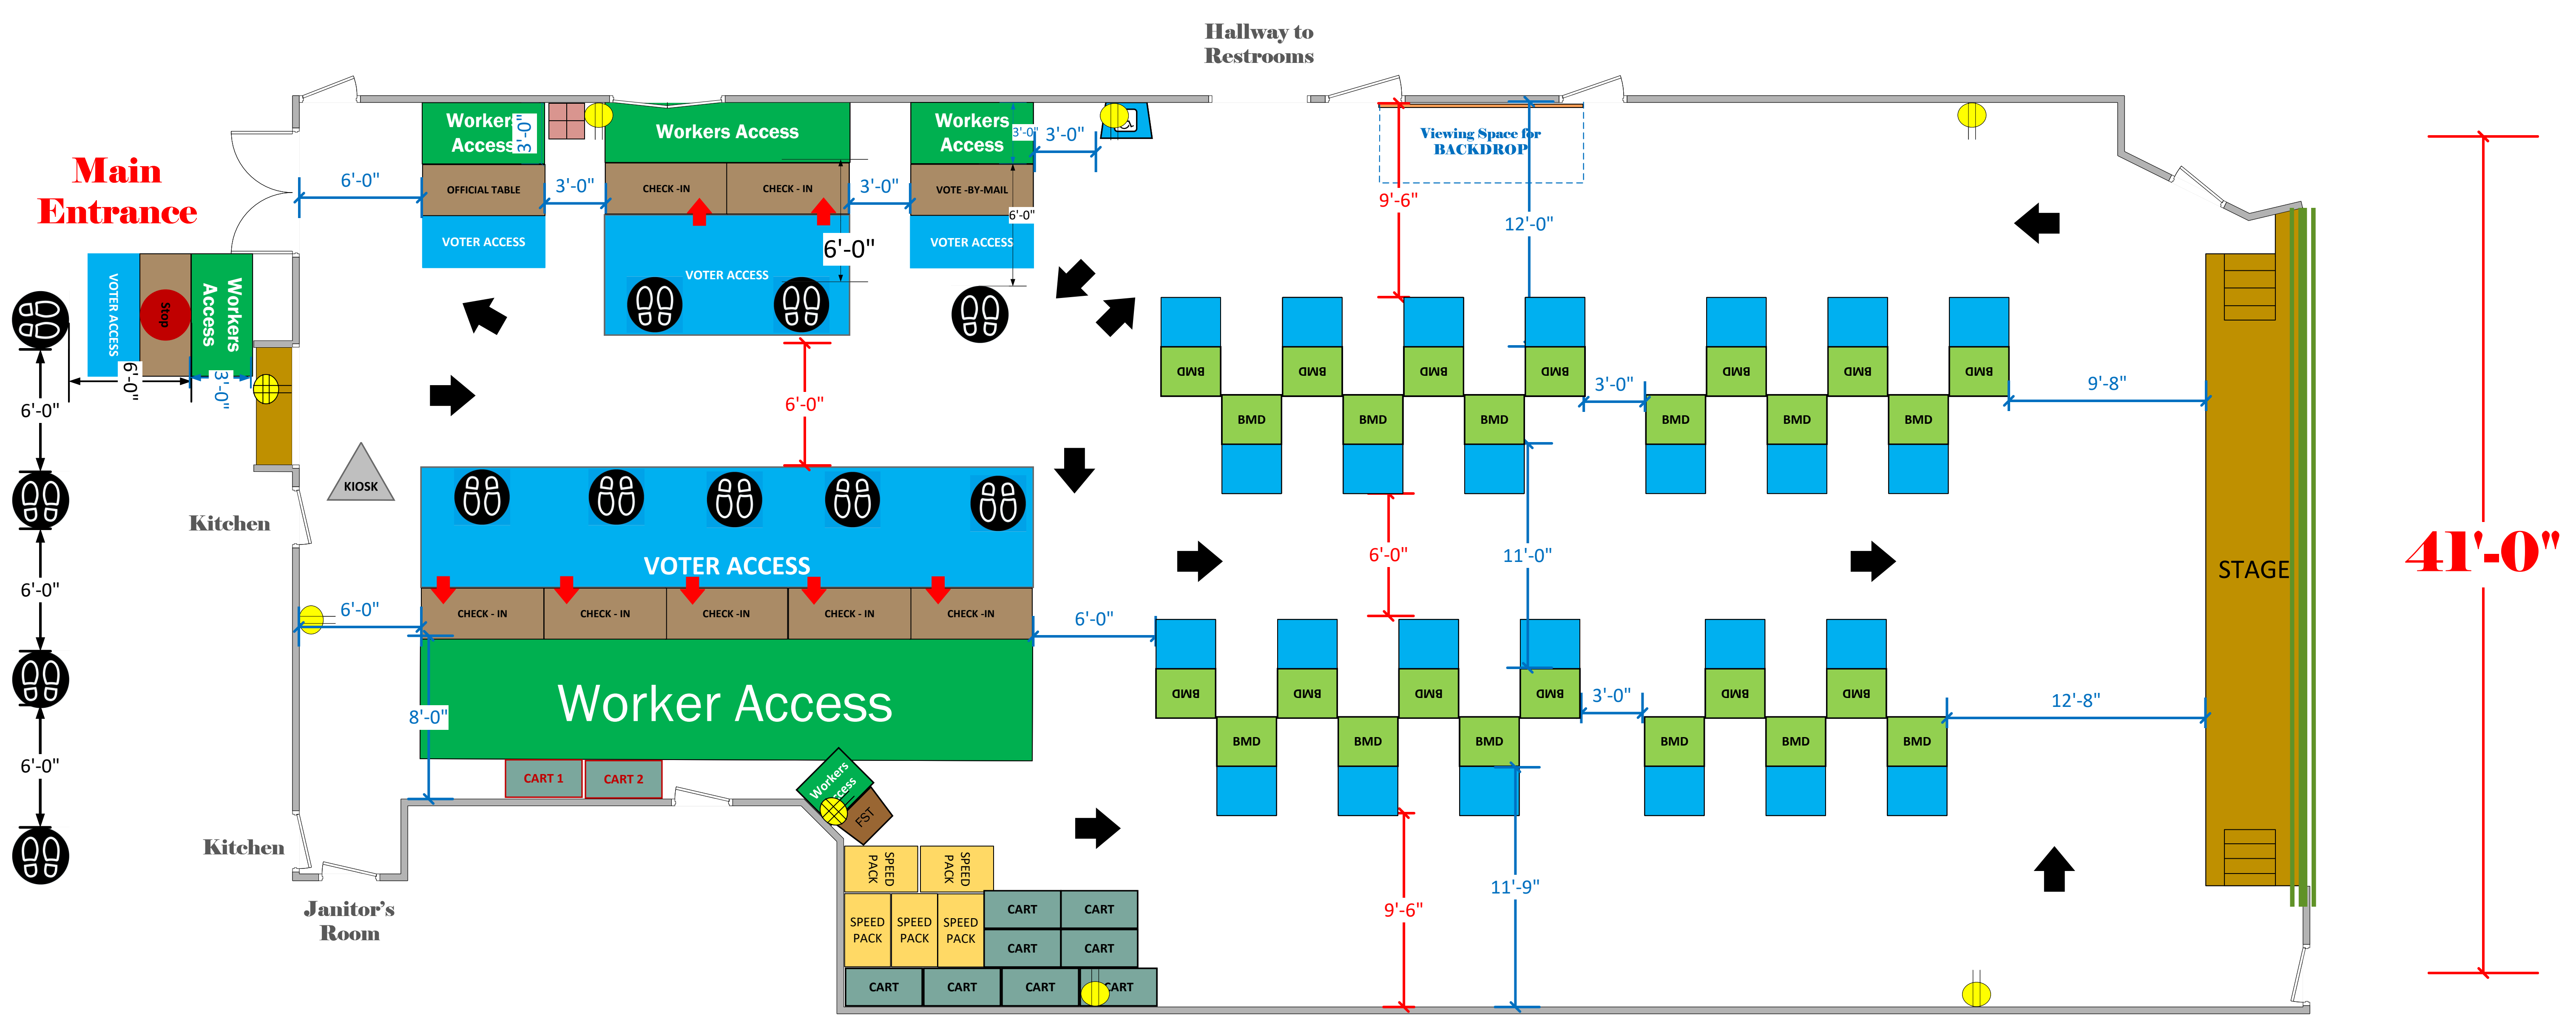 Hallway to
Restrooms
Main
Entrance
Workers
Access
3'-0"
Workers Access
Workers
Access
3'-0"
3'-0"
Viewing Space for
BACKDROP
6'-0"
OFFICIAL TABLE
3'-0"
CHECK -IN
CHECK - IN
3'-0"
VOTE -BY-MAIL
6'-0"
9'-6"
12'-0"
VOTER ACCESS
VOTER ACCESS
6'-0"
VOTER ACCESS
VOTER ACCESS
Stop
Workers
Access
6'-0"
3'-0"
6'-0"
6'-0"
6'-0"
6'-0"
BMD
BMD
BMD
BMD
BMD
BMD
BMD
3'-0"
9'-8"
BMD
BMD
BMD
BMD
BMD
BMD
KIOSK
Kitchen
VOTER ACCESS
6'-0"
11'-0"
STAGE
41'-0"
6'-0"
CHECK - IN
CHECK - IN
CHECK -IN
CHECK - IN
CHECK -IN
6'-0"
Worker Access
8'-0"
BMD
BMD
BMD
BMD
BMD
BMD
3'-0"
12'-8"
BMD
BMD
BMD
BMD
BMD
BMD
CART 1
CART 2
Workers
Access
FST
Kitchen
Janitor's
Room
SPEED
PACK
SPEED
PACK
SPEED
PACK
SPEED
PACK
SPEED
PACK
CART
CART
CART
CART
CART
CART
CART
CART
9'-6"
11'-9"